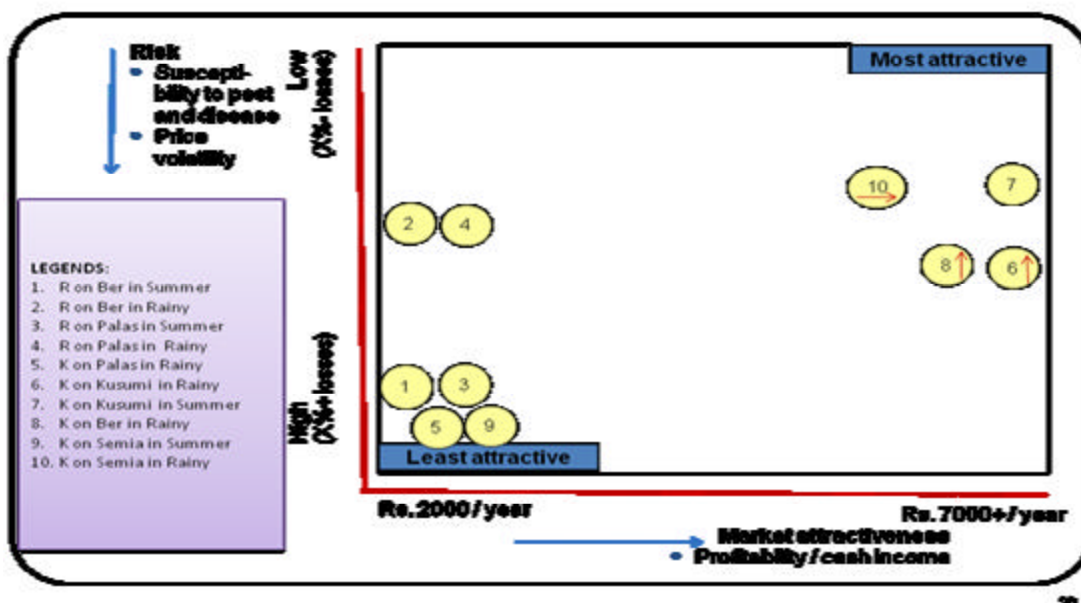 Risk
• Suscepti-
bility to pest
and disease
• Price
volatility
Low
(X%- losses)
Most attractive
10
7
2
4
8
6
LEGENDS:
1. R on Ber in Summer
2. R on Ber in Rainy
3. R on Palas in Summer
4. R on Palas in Rainy
5. K on Palas in Rainy
6. K on Kusumi in Rainy
7. K on Kusumi in Summer
8. K on Ber in Rainy
9. K on Semia in Summer
10. K on Semia in Rainy
High
(X%+ losses)
1
3
5
9
Least attractive
Rs.2000 / year
Rs.7000+/year
Market attractiveness
• Profitability / cash income